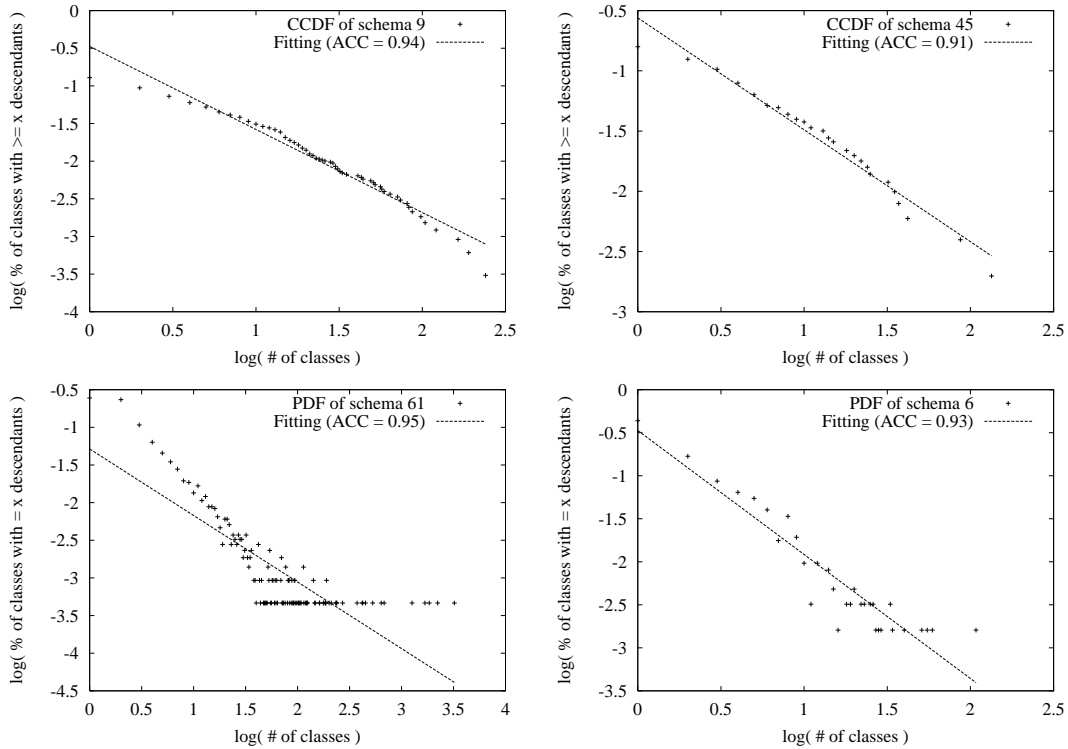 CCDF of schema 9
Fitting (ACC = 0.94)
log( % of classes with >= x descendants )
0.5
0
-0.5
-1
-1.5
-2
-2.5
-3
-3.5
-4
0 0.5 1 1.5 2 2.5
log( # of classes )
CCDF of schema 45
Fitting (ACC = 0.91)
log( % of classes with >= x descendants )
-0.5
-1
-1.5
-2
-2.5
-3
0 0.5 1 1.5 2 2.5
log( # of classes )
PDF of schema 61
Fitting (ACC = 0.95)
log( % of classes with = x descendants )
-0.5
-1
-1.5
-2
-2.5
-3
-3.5
-4
-4.5
0 0.5 1 1.5 2 2.5 3 3.5 4
log( # of classes )
PDF of schema 6
Fitting (ACC = 0.93)
log( % of classes with = x descendants )
0
-0.5
-1
-1.5
-2
-2.5
-3
-3.5
0 0.5 1 1.5 2 2.5
log( # of classes )